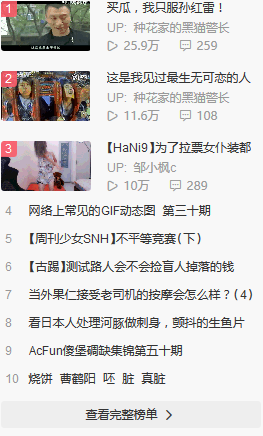 1
买瓜，我只服孙红雷！
UP: 种花家的黑猫警长
25.9万 259
2
这是我见过最生无可恋的人
UP: 种花家的黑猫警长
11.6万 108
3
【HaNi9】为了拉票女仆装都
UP: 邹小枫c
10万 289
4 网络上常见的GIF动态图 第三十期
5 【周刊少女SNH】不平等竞赛(下)
6 【古踢】测试路人会不会捡盲人掉落的钱
7 当外果仁接受老司机的按摩会怎么样？(4)
8 看日本人处理河豚做刺身，颤抖的生鱼片
9 AcFun傻堡碉缺集锦第五十期
10 烧饼 曹鹤阳 呸 脏 真脏
查看完整榜单 >